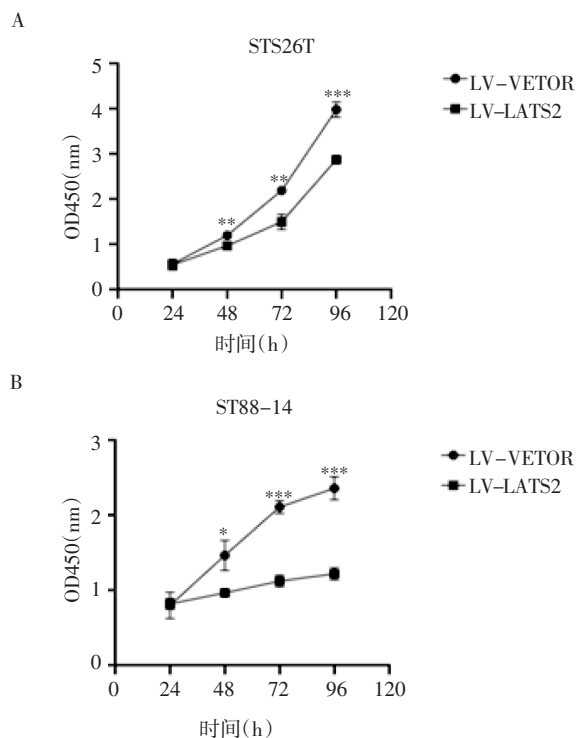 A
STS26T
5
4
3
2
1
0
OD450(nm)
***
**
**
0 24 48 72 96 120
时间(h)
LV-VETOR
LV-LATS2
B
ST88-14
3
2
1
0
OD450(nm)
***
***
*
0 24 48 72 96 120
时间(h)
LV-VETOR
LV-LATS2